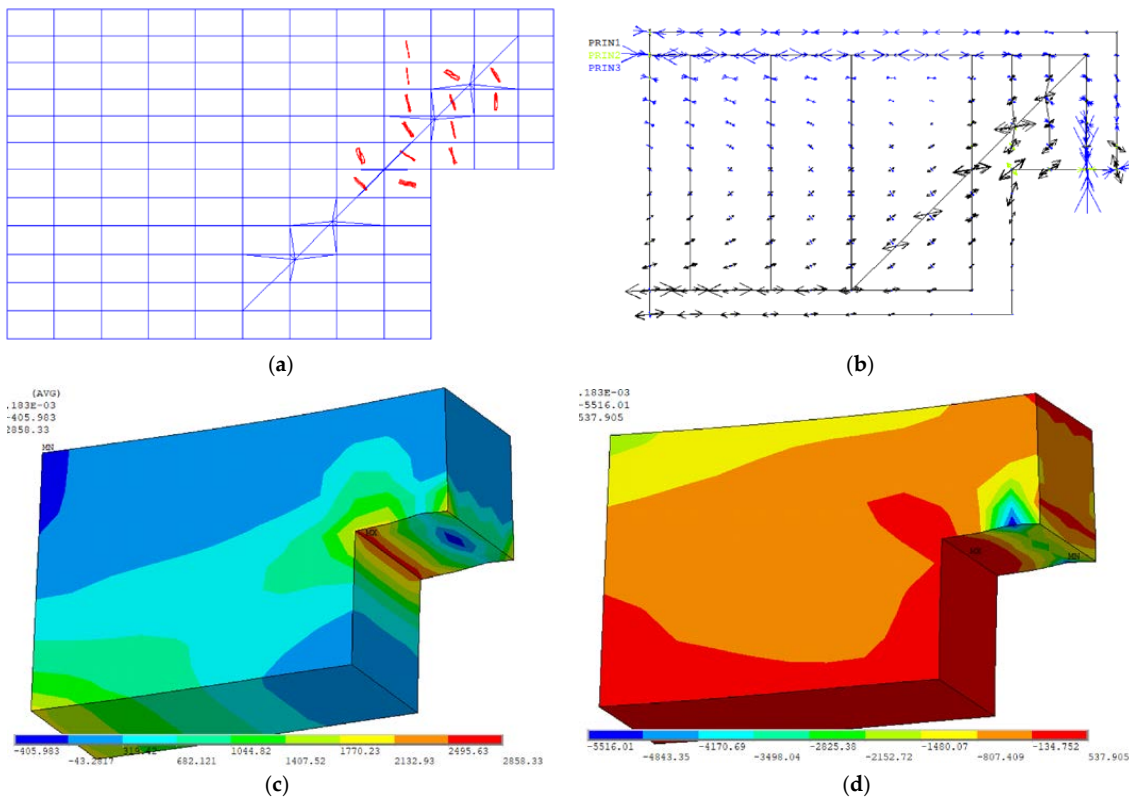 PRIN1
PRIN2
PRIN3
(a)
(b)
(AVG)
.183E-03
-405.983
2858.33
MN
MX
-405.983 319.42 1044.82 1770.23 2495.63
-43.2817 682.121 1407.52 2132.93 2858.33
(c)
.183E-03
-5516.01
537.905
MX
MN
-5516.01 -4170.69 -2825.38 -1480.07 -134.752
-4843.35 -3498.04 -2152.72 -807.409 537.905
(d)